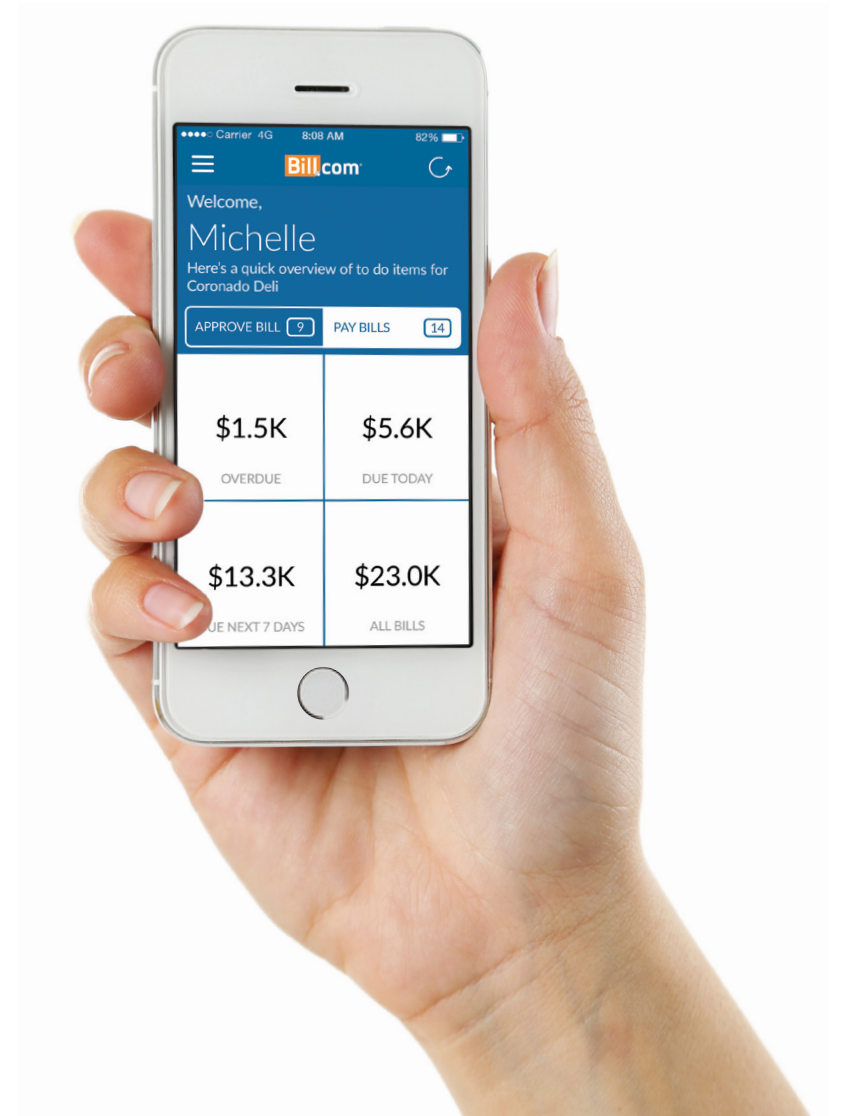 Carrier 4G 8:08 AM 82%
Bill.com
Welcome,
Michelle
Here's a quick overview of to do items for
Coronado Deli
APPROVE BILL 9 PAY BILLS 14
$1.5K $5.6K
OVERDUE DUE TODAY
$13.3K $23.0K
UE NEXT 7 DAYS ALL BILLS